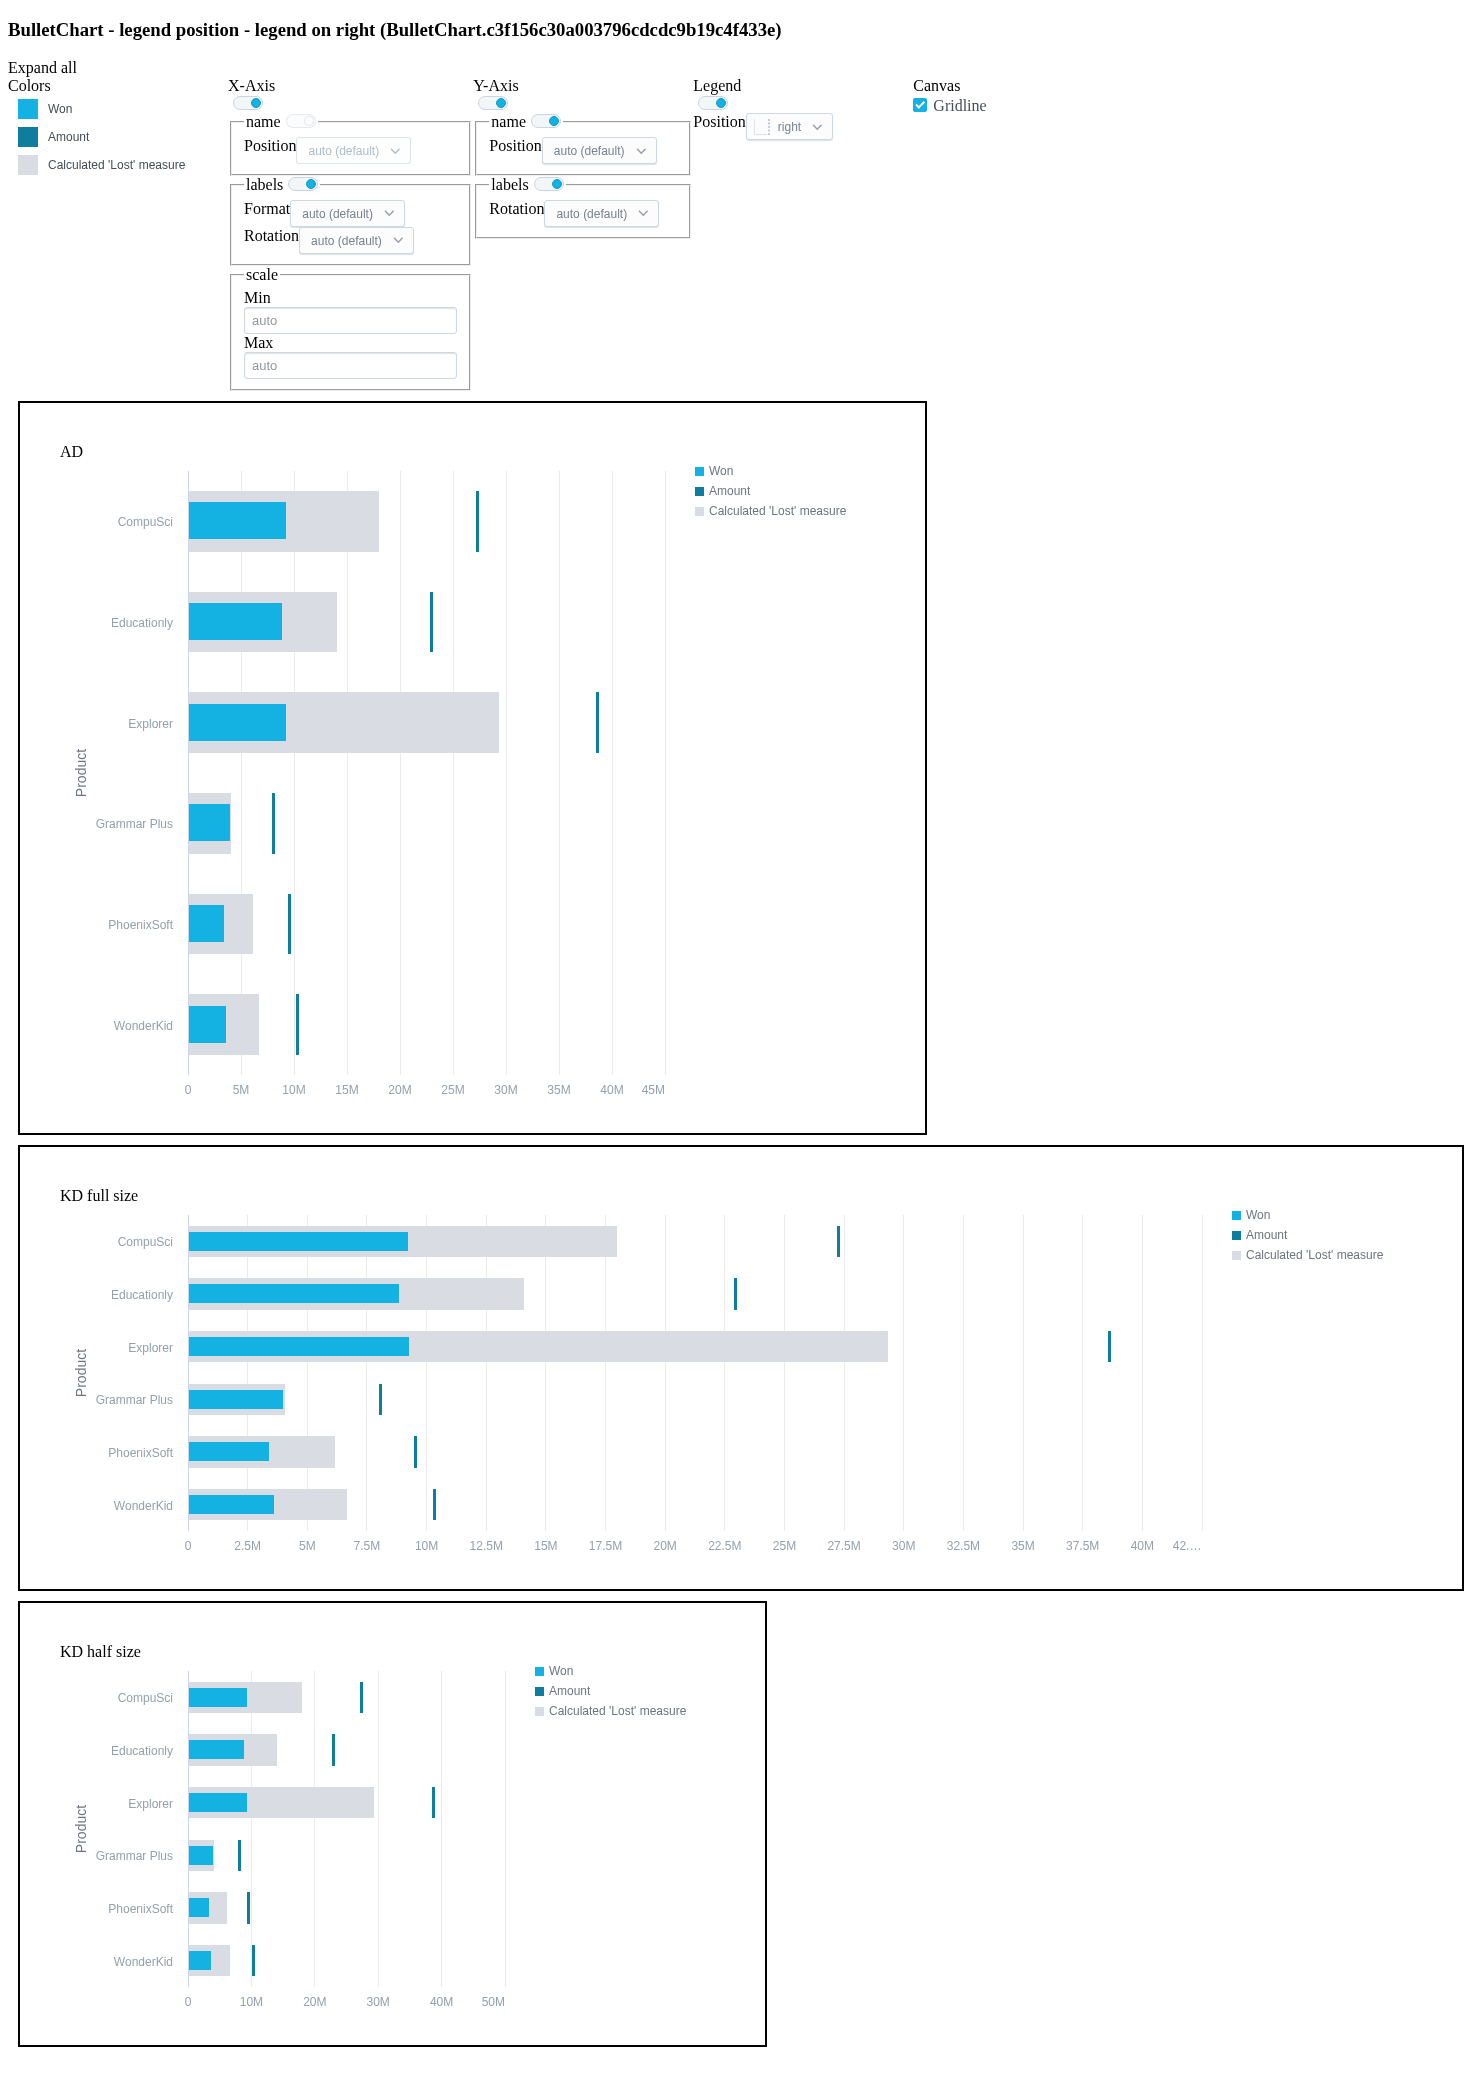 BulletChart - legend position - legend on right (BulletChart.c3f156c30a003796cdcdc9b19c4f433e)
Expand all
Colors
Won
Amount
Calculated 'Lost' measure
X-Axis
name
Position auto (default)
labels
Format auto (default)
Rotation auto (default)
scale
Min
auto
Max
auto
Y-Axis
name
Position auto (default)
labels
Rotation auto (default)
Legend
Position right
Canvas
Gridline
AD
Won
Amount
Calculated 'Lost' measure
Product
CompuSci
Educationly
Explorer
Grammar Plus
PhoenixSoft
WonderKid
0 5M 10M 15M 20M 25M 30M 35M 40M 45M
KD full size
Won
Amount
Calculated 'Lost' measure
Product
CompuSci
Educationly
Explorer
Grammar Plus
PhoenixSoft
WonderKid
0 2.5M 5M 7.5M 10M 12.5M 15M 17.5M 20M 22.5M 25M 27.5M 30M 32.5M 35M 37.5M 40M 42.…
KD half size
Won
Amount
Calculated 'Lost' measure
Product
CompuSci
Educationly
Explorer
Grammar Plus
PhoenixSoft
WonderKid
0 10M 20M 30M 40M 50M